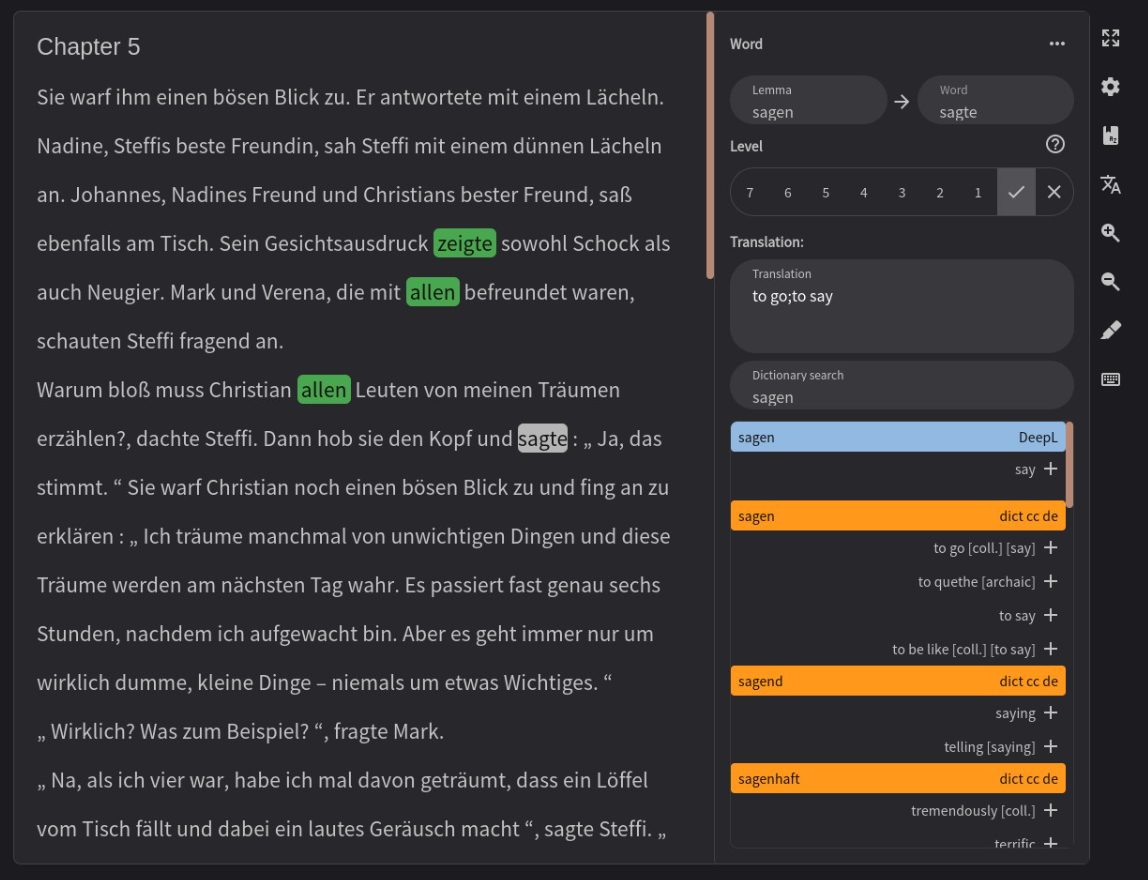 Chapter 5
Sie warf ihm einen bösen Blick zu. Er antwortete mit einem Lächeln.
Nadine, Steffis beste Freundin, sah Steffi mit einem dünnen Lächeln
an. Johannes, Nadines Freund und Christians bester Freund, saß
ebenfalls am Tisch. Sein Gesichtsausdruck zeigte sowohl Schock als
auch Neugier. Mark und Verena, die mit allen befreundet waren,
schauten Steffi fragend an.
Warum bloß muss Christian allen Leuten von meinen Träumen
erzählen?, dachte Steffi. Dann hob sie den Kopf und sagte : „ Ja, das
stimmt. “ Sie warf Christian noch einen bösen Blick zu und fing an zu
erklären : „ Ich träume manchmal von unwichtigen Dingen und diese
Träume werden am nächsten Tag wahr. Es passiert fast genau sechs
Stunden, nachdem ich aufgewacht bin. Aber es geht immer nur um
wirklich dumme, kleine Dinge – niemals um etwas Wichtiges. “
„ Wirklich? Was zum Beispiel? “, fragte Mark.
„ Na, als ich vier war, habe ich mal davon geträumt, dass ein Löffel
vom Tisch fällt und dabei ein lautes Geräusch macht “, sagte Steffi. „
Word
Lemma
sagen
Word
sagte
Level
7 6 5 4 3 2 1
Translation:
Translation
to go;to say
Dictionary search
sagen
sagen DeepL
say
sagen dict cc de
to go [coll.] [say]
to quethe [archaic]
to say
to be like [coll.] [to say]
sagend dict cc de
saying
telling [saying]
sagenhaft dict cc de
tremendously [coll.]
terrific